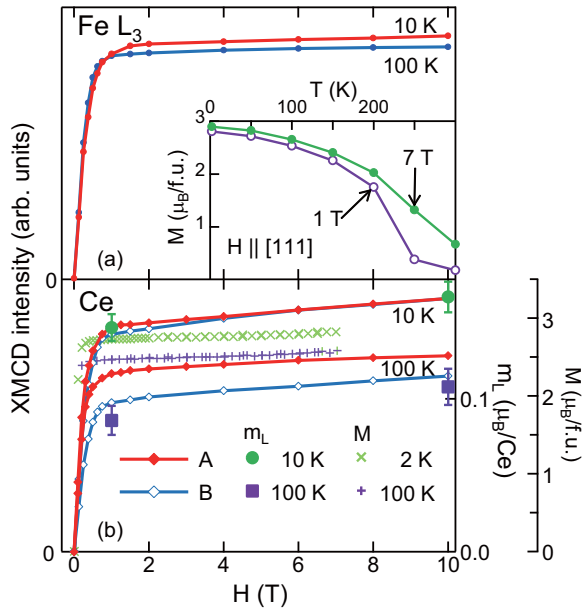 Fe L3
10 K
100 K
T (K)
0 100 200
3
2
1
M (μB/f.u.)
7 T
1 T
H || [111]
(a)
0
XMCD intensity (arb. units)
Ce
10 K
100 K
mL M
A 10 K 2 K
B 100 K 100 K
(b)
0
0.1
0.0
mL (μB/Ce)
3
2
1
0
M (μB/f.u.)
0 2 4 6 8 10
H (T)